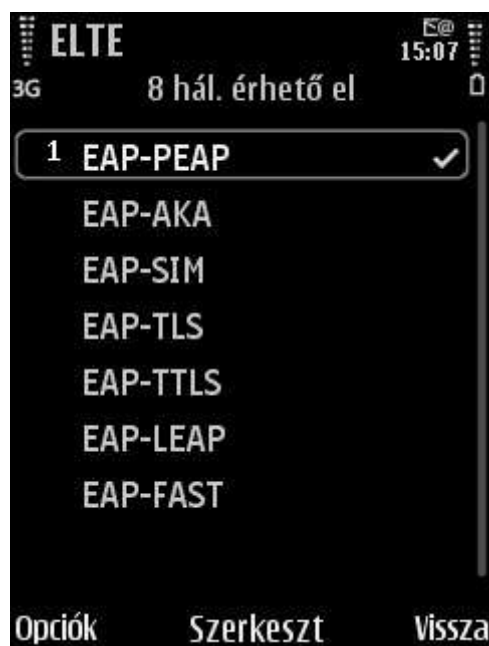 ELTE
15:07
3G
8 hál. érhető el
1 EAP-PEAP
EAP-AKA
EAP-SIM
EAP-TLS
EAP-TTLS
EAP-LEAP
EAP-FAST
Opciók Szerkeszt Vissza